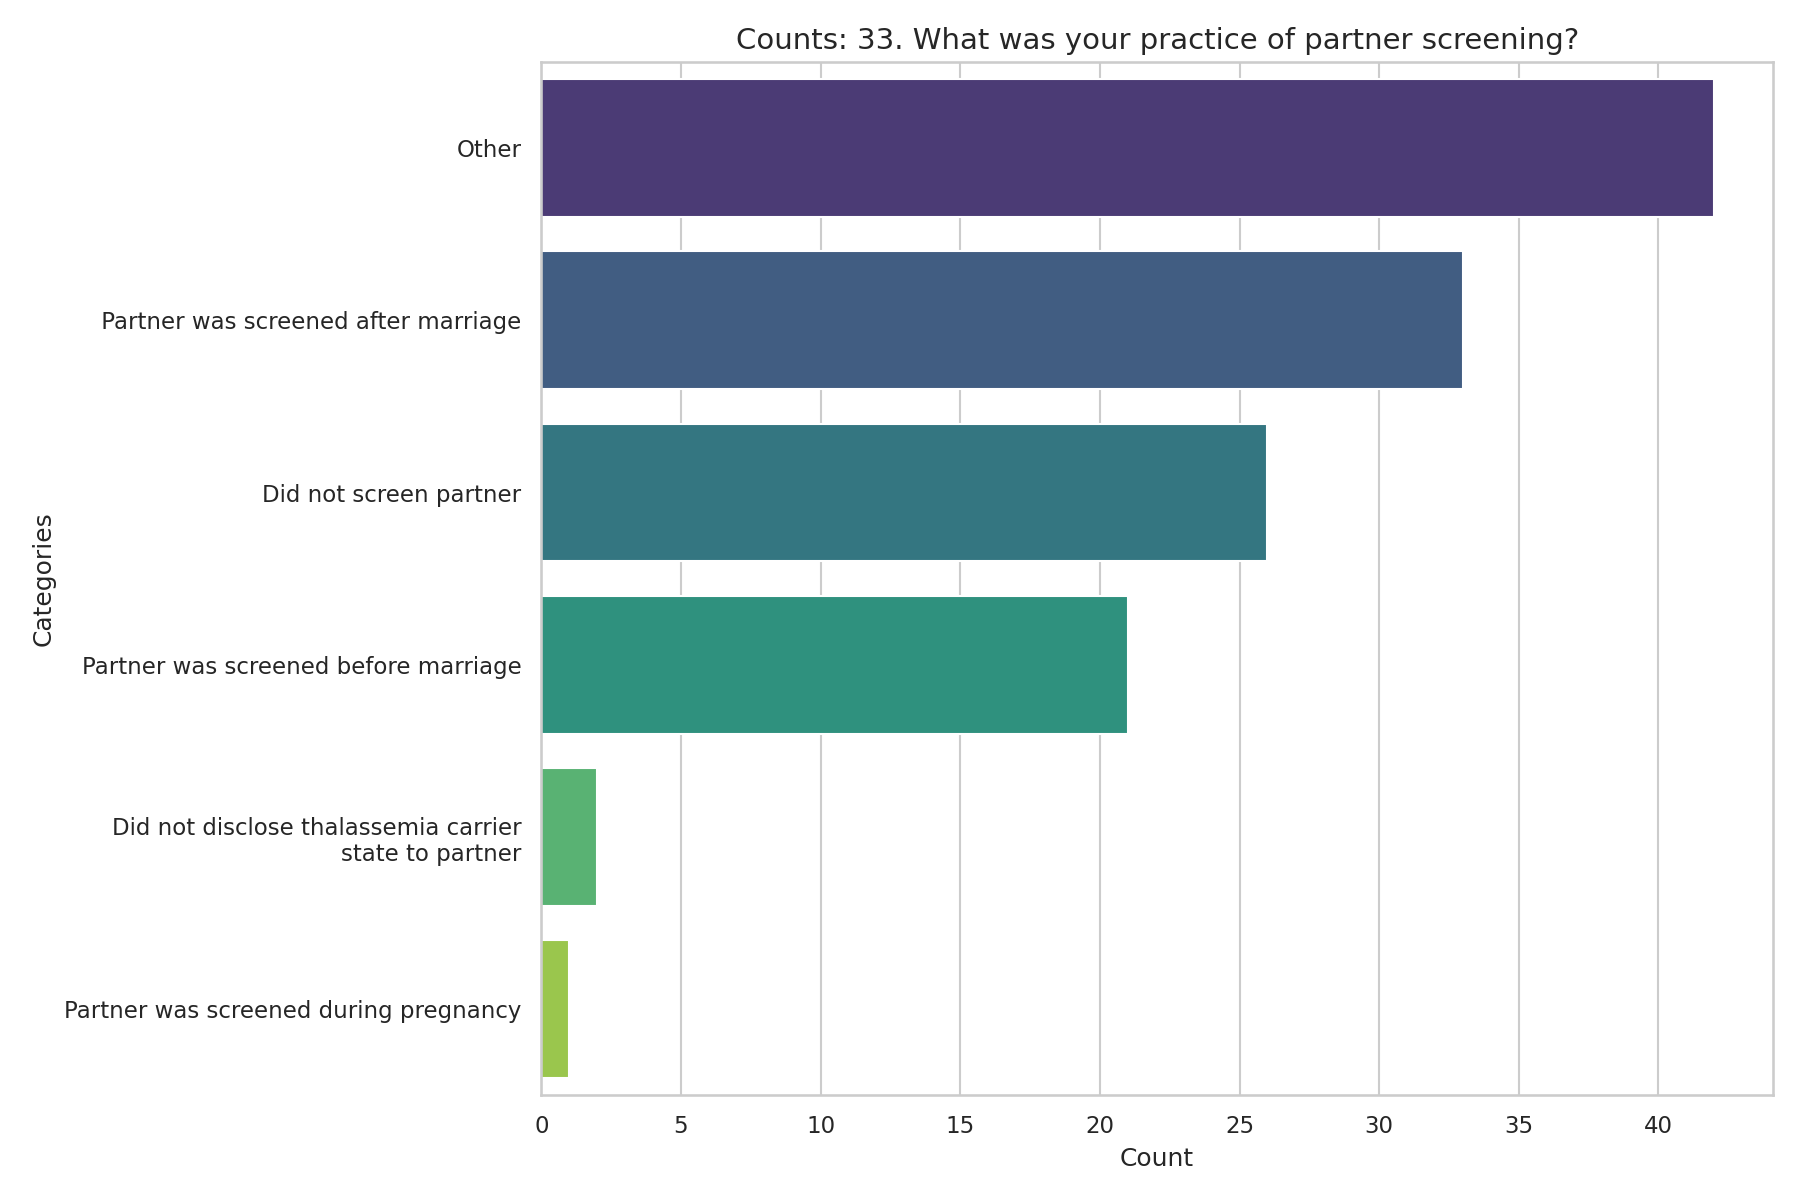 Counts: 33. What was your practice of partner screening?
Other
Partner was screened after marriage
Did not screen partner
Partner was screened before marriage
Did not disclose thalassemia carrier
state to partner
Partner was screened during pregnancy
Categories
0 5 10 15 20 25 30 35 40
Count